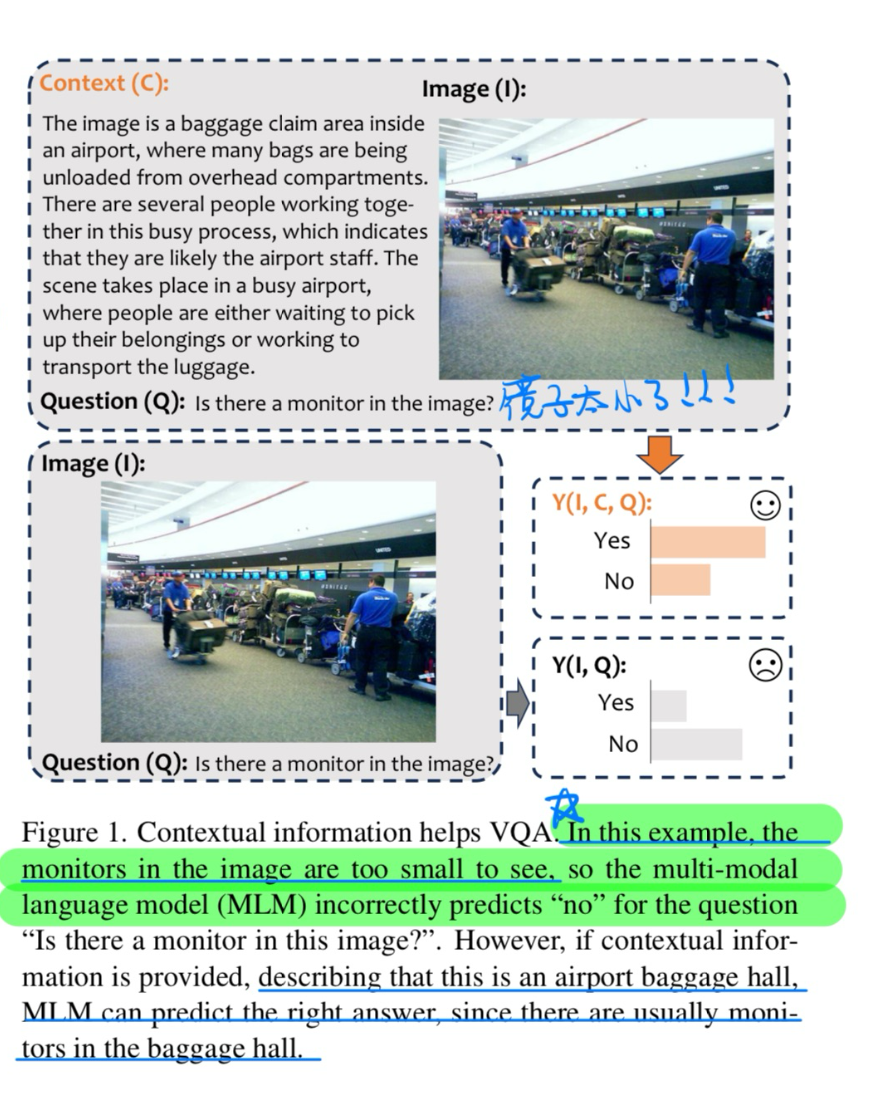 Context (C):
Image (I):
The image is a baggage claim area inside
an airport, where many bags are being
unloaded from overhead compartments.
There are several people working toge-
ther in this busy process, which indicates
that they are likely the airport staff. The
scene takes place in a busy airport,
where people are either waiting to pick
up their belongings or working to
transport the luggage.
Question (Q): Is there a monitor in the image? 镜子太小了!!!
Image (I):
Question (Q): Is there a monitor in the image?
Y(I, C, Q):
Yes
No
Y(I, Q):
Yes
No
Figure 1. Contextual information helps VQA. In this example, the
monitors in the image are too small to see, so the multi-modal
language model (MLM) incorrectly predicts “no” for the question
“Is there a monitor in this image?”. However, if contextual infor-
mation is provided, describing that this is an airport baggage hall,
MLM can predict the right answer, since there are usually moni-
tors in the baggage hall.